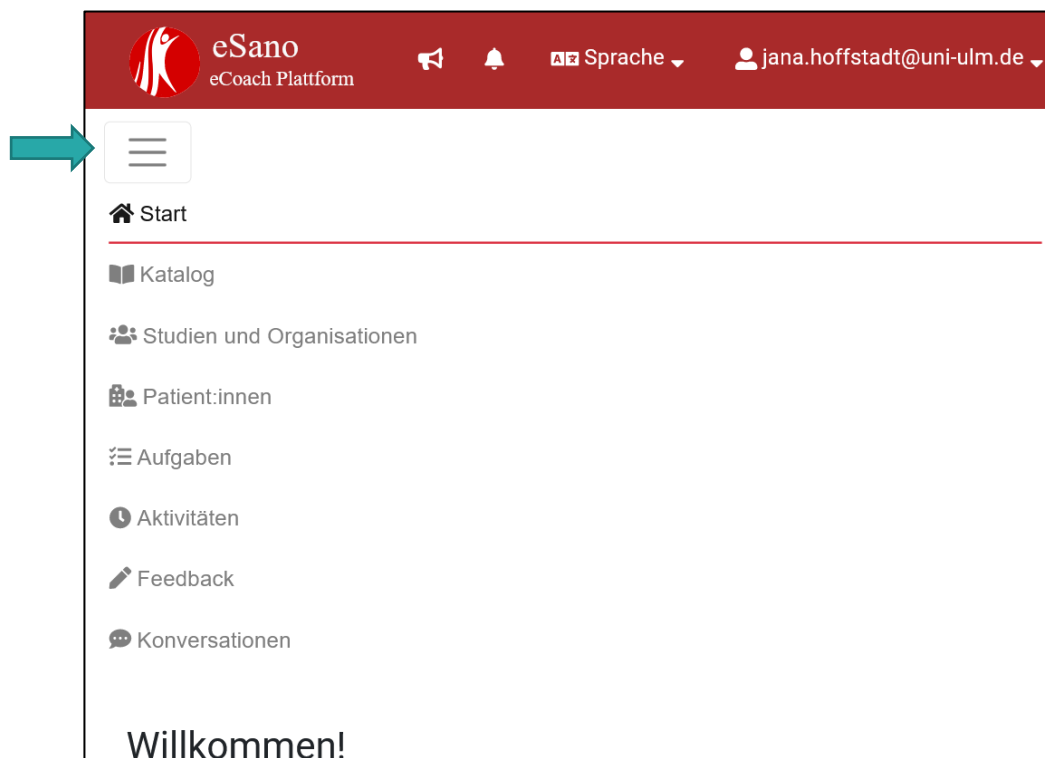 eSano
eCoach Plattform
Sprache
jana.hoffstadt@uni-ulm.de
Start
Katalog
Studien und Organisationen
Patient:innen
Aufgaben
Aktivitäten
Feedback
Konversationen
Willkommen!